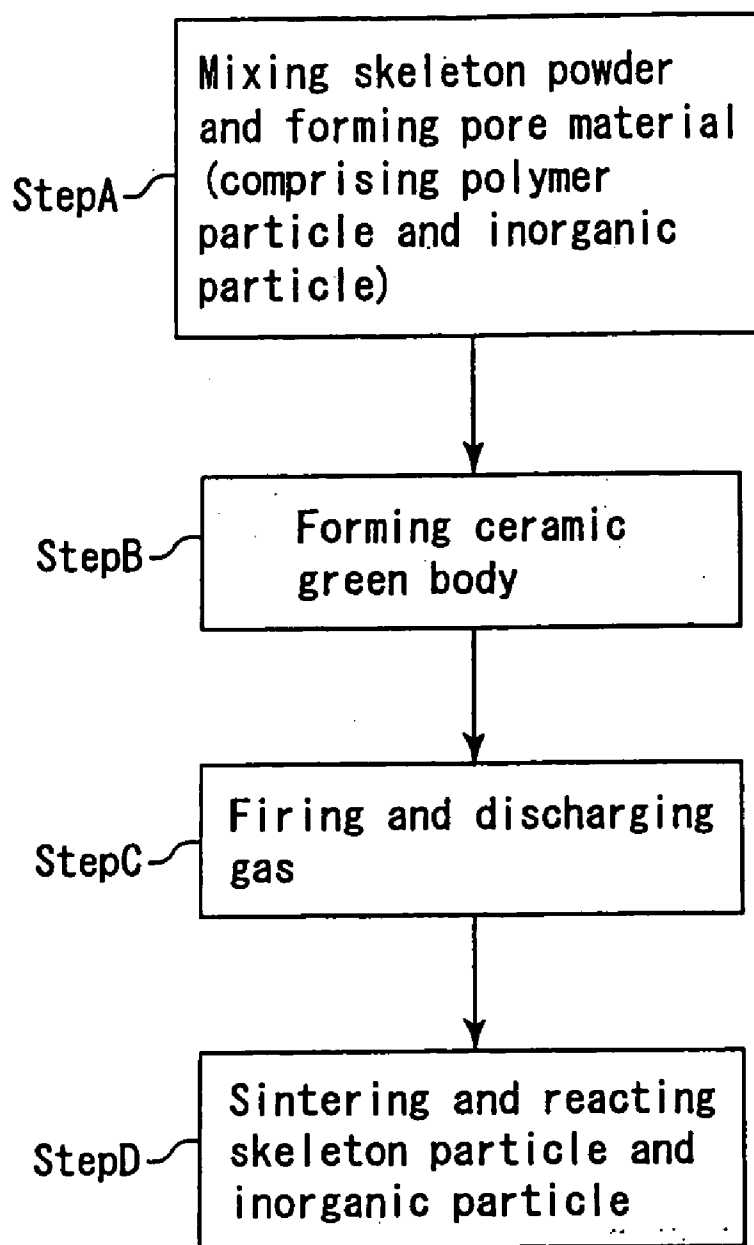 Mixing skeleton powder
and forming pore material
(comprising polymer
particle and inorganic
particle)
StepA
Forming ceramic
green body
StepB
Firing and discharging
gas
StepC
Sintering and reacting
skeleton particle and
inorganic particle
StepD